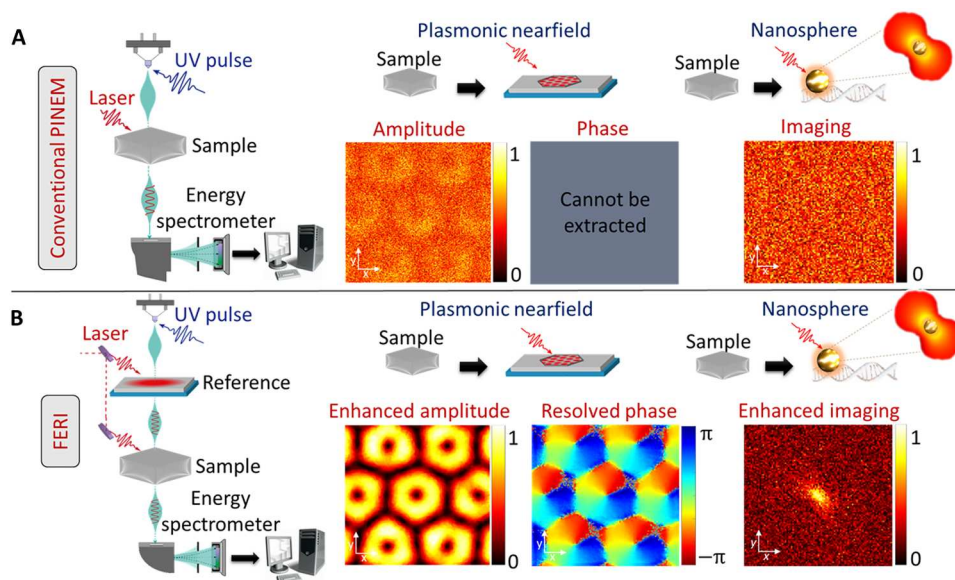 A
Conventional PINEM
UV pulse
Laser
Sample
Energy
spectrometer
Plasmonic nearfield
Sample
Nanosphere
Sample
Amplitude
1
0
y
x
Phase
Cannot be
extracted
Imaging
1
0
y
x
B
FERI
UV pulse
Laser
Reference
Sample
Energy
spectrometer
Plasmonic nearfield
Sample
Nanosphere
Sample
Enhanced amplitude
1
0
y
x
Resolved phase
π
−π
y
x
Enhanced imaging
1
0
y
x